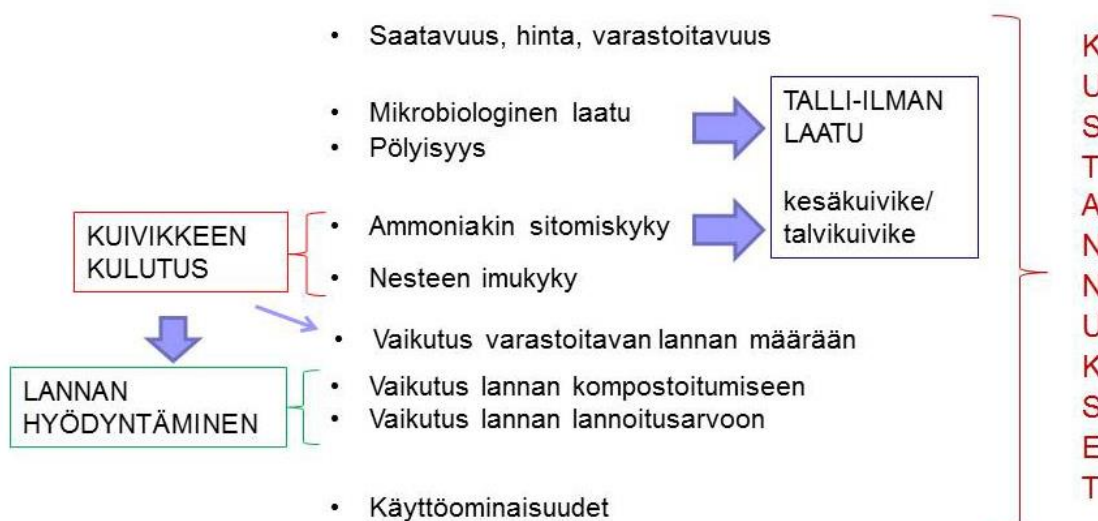 • Saatavuus, hinta, varastoitavuus
• Mikrobiologinen laatu
• Pölyisyys
TALLI-ILMAN
LAATU
kesäkuivike/
talvikuivike
KUIVIKKEEN
KULUTUS
• Ammoniakin sitomiskyky
• Nesteen imukyky
• Vaikutus varastoitavan lannan määrään
LANNAN
HYÖDYNTÄMINEN
• Vaikutus lannan kompostoitumiseen
• Vaikutus lannan lannoitusarvoon
• Käyttöominaisuudet
K
U
S
T
A
N
N
U
K
S
E
T